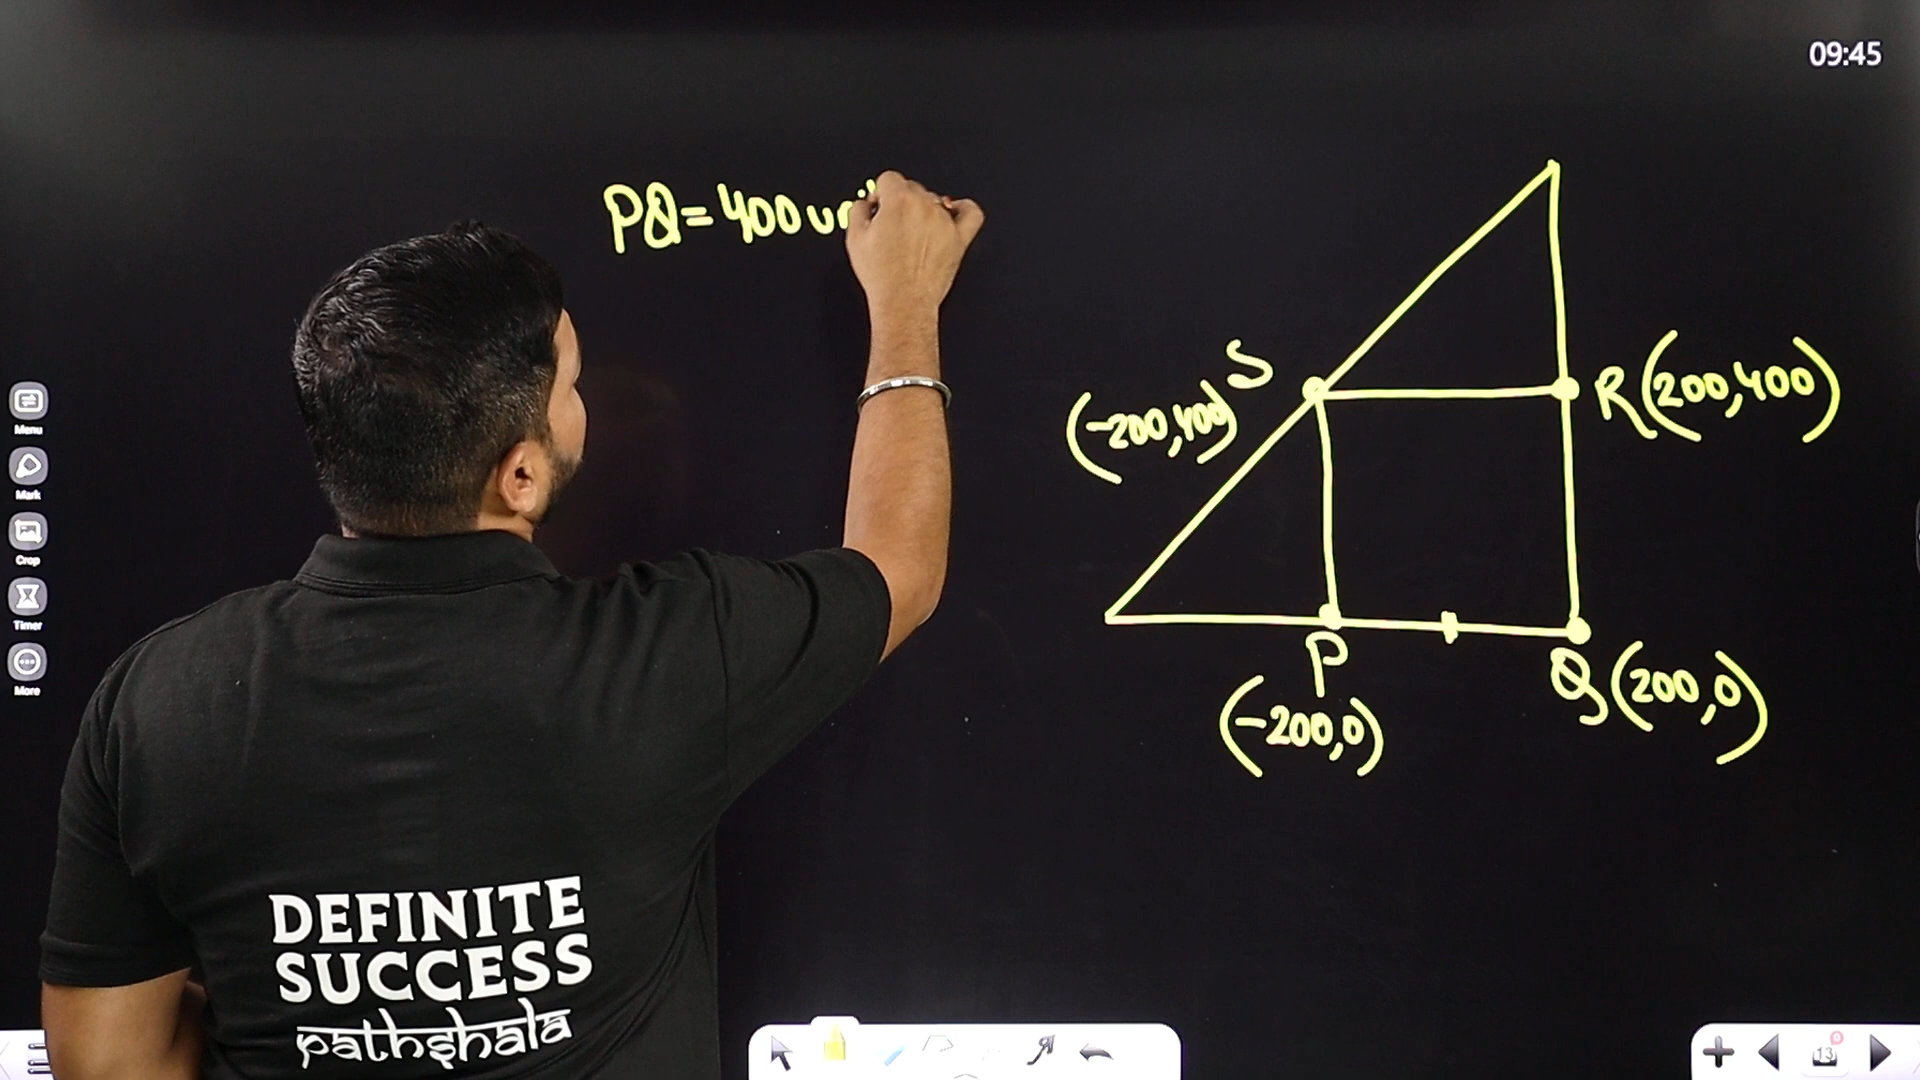 09:45
PQ = 400
S
(-200,400)
R(200,400)
P
(-200,0)
Q(200,0)
Menu
Mark
Crop
Timer
More
DEFINITE
SUCCESS
pathshala
13